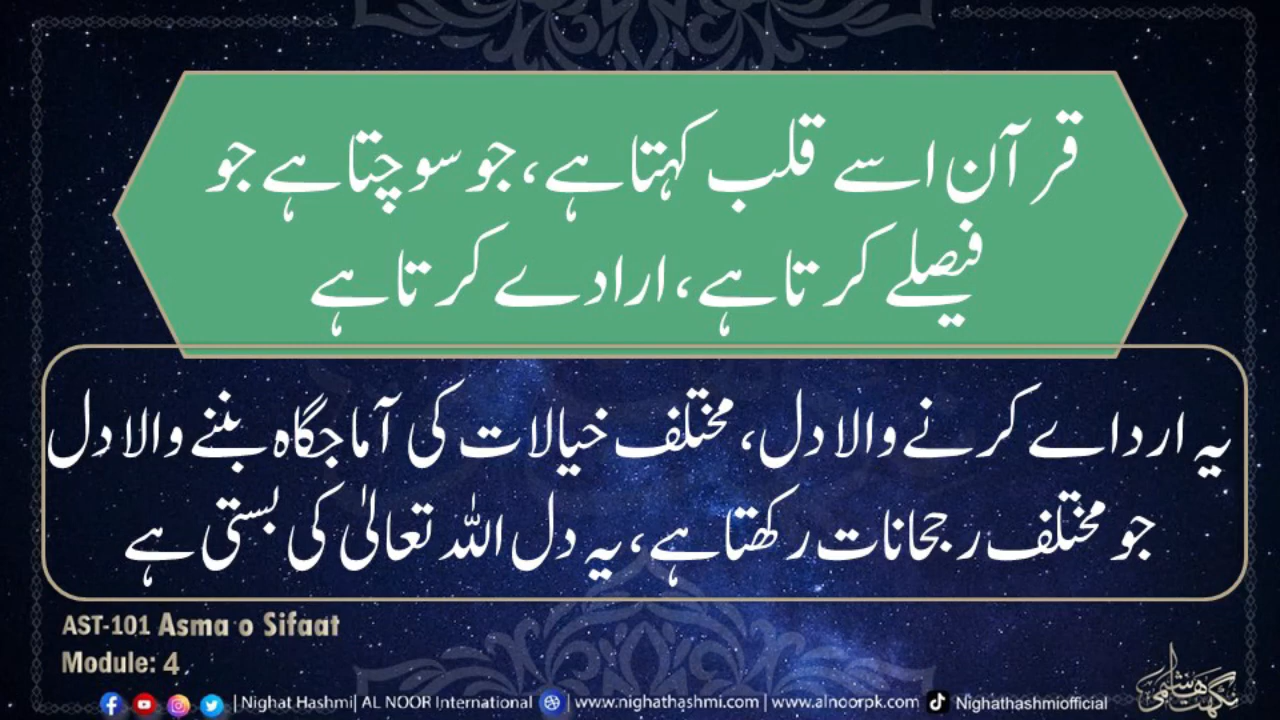 قرآن اسے قلب کہتا ہے، جو سوچتا ہے جو
فیصلے کرتا ہے، ارادے کرتا ہے
یہ ارداے کرنے والا دل، مختلف خیالات کی آماجگاہ بننے والا دل
جو مختلف رجحانات رکھتا ہے، یہ دل اللہ تعالیٰ کی بستی ہے
AST-101 Asma o Sifaat
Module: 4
| Nighat Hashmi| AL NOOR International | www.nighathashmi.com | www.alnoorpk.com Nighathashmiofficial
نگہت ہاشمی